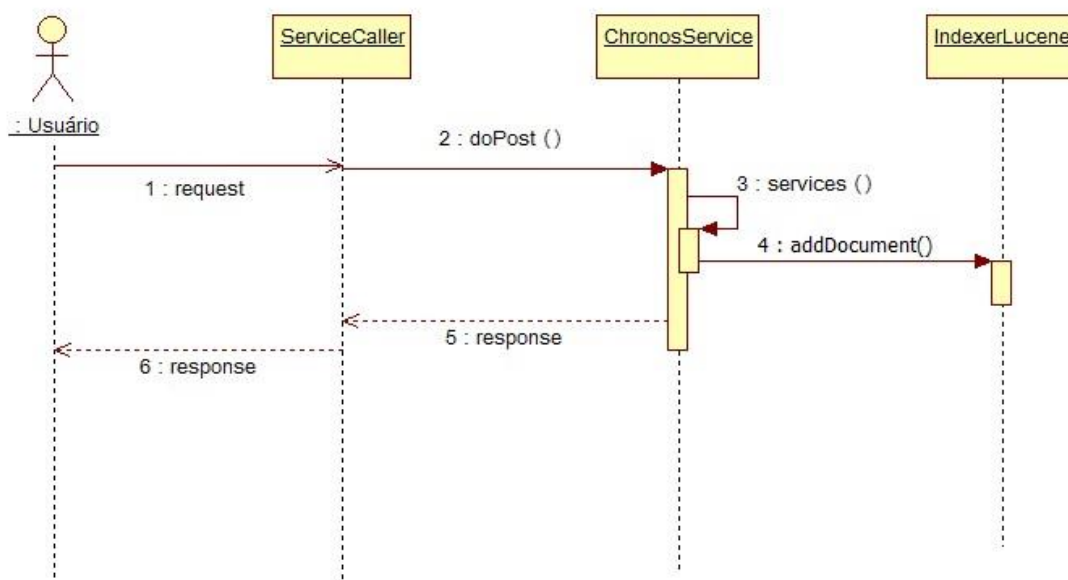 ServiceCaller
ChronosService
IndexerLucene
: Usuário
2 : doPost ()
1 : request
3 : services ()
4 : addDocument()
5 : response
6 : response